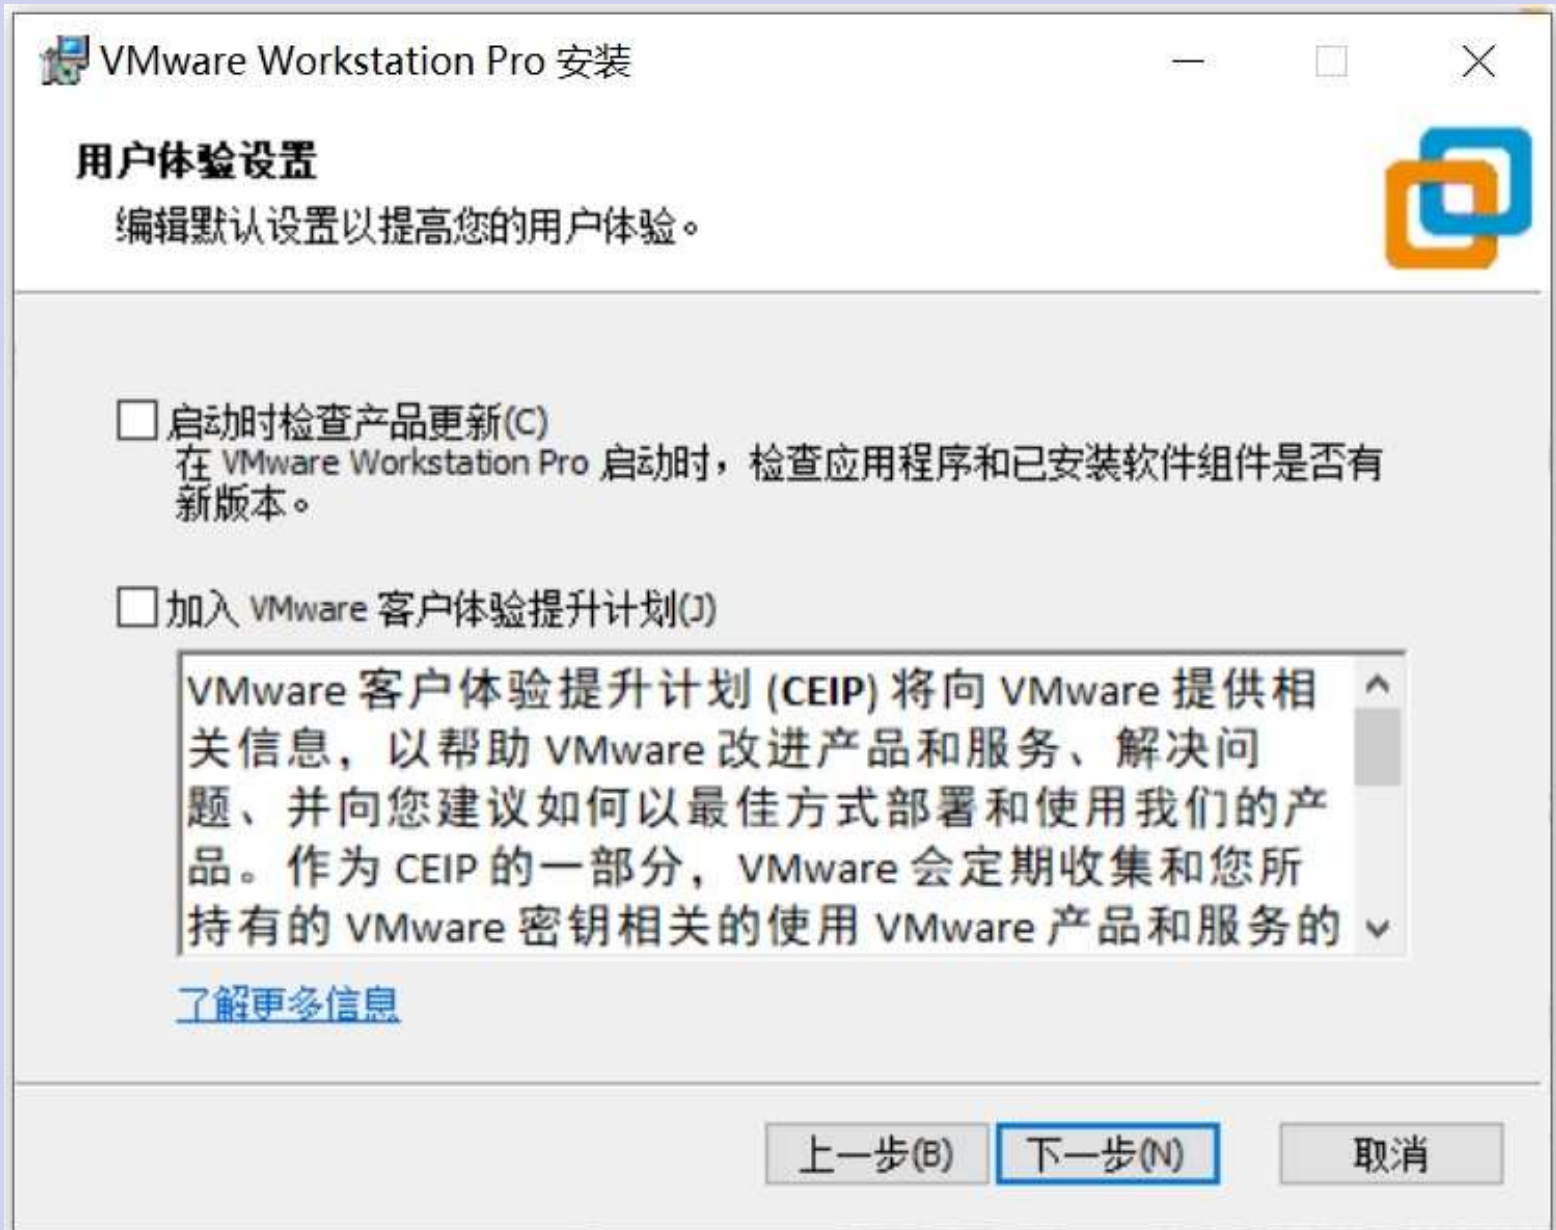 VMware Workstation Pro 安装
用户体验设置
编辑默认设置以提高您的用户体验。
启动时检查产品更新(C)
在 VMware Workstation Pro 启动时，检查应用程序和已安装软件组件是否有
新版本。
加入 VMware 客户体验提升计划(J)
VMware 客户体验提升计划 (CEIP) 将向 VMware 提供相
关信息，以帮助 VMware 改进产品和服务、解决问
题、并向您建议如何以最佳方式部署和使用我们的产
品。作为 CEIP 的一部分，VMware 会定期收集和您所
持有的 VMware 密钥相关的使用 VMware 产品和服务的
了解更多信息
上一步(B) 下一步(N) 取消